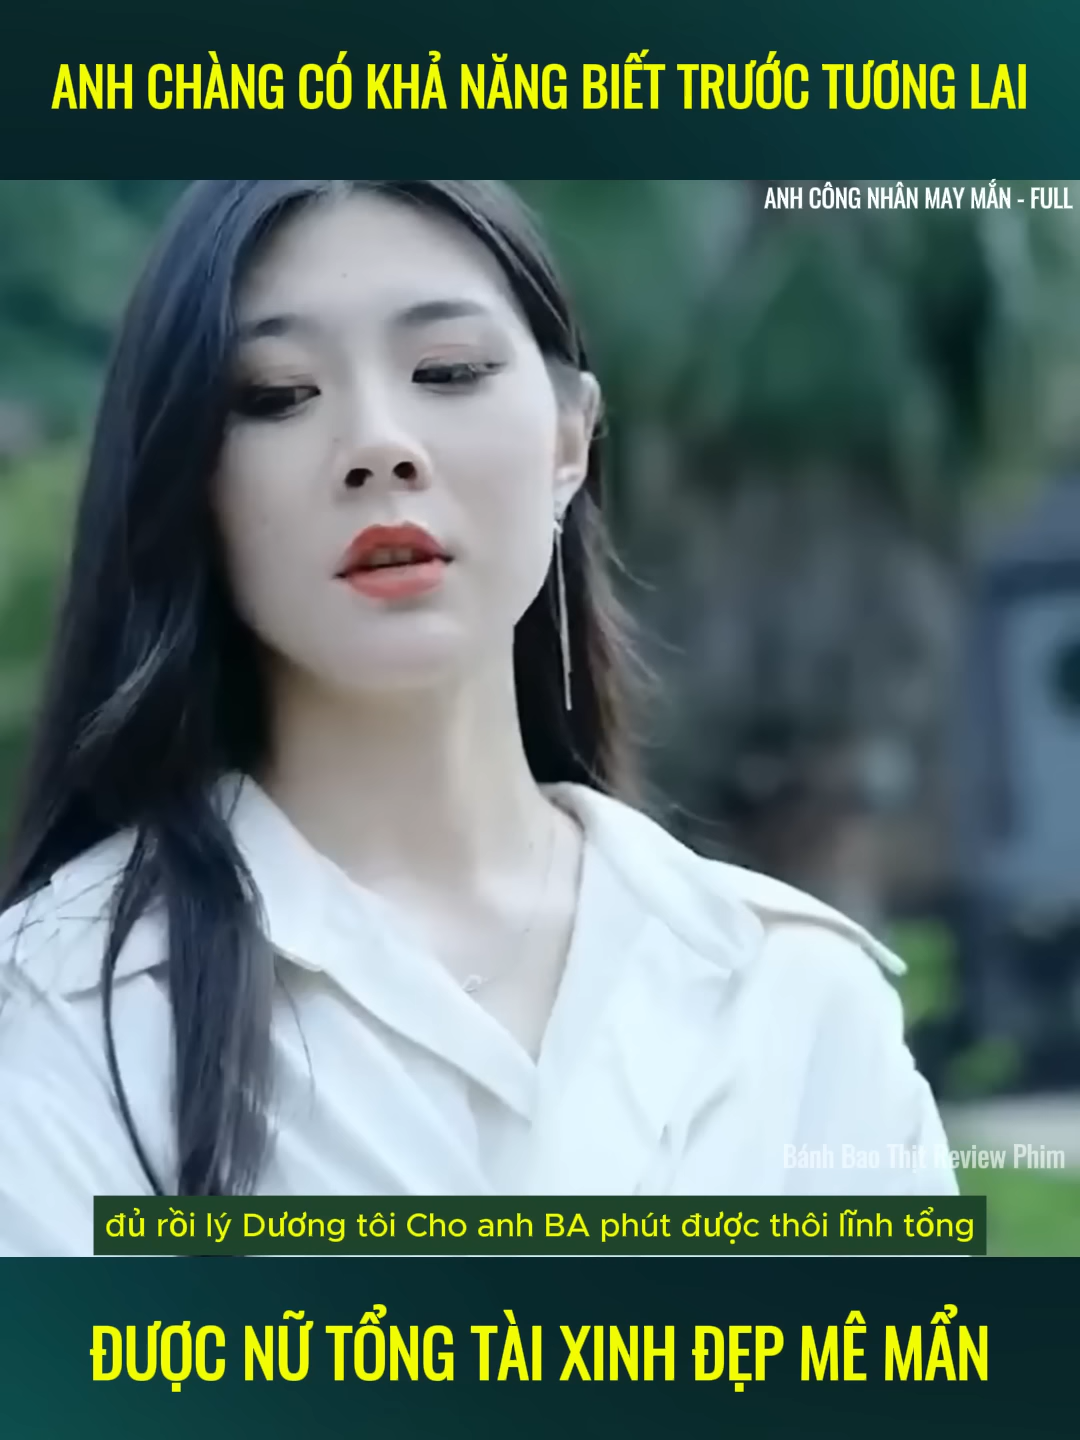 ANH CHÀNG CÓ KHẢ NĂNG BIẾT TRƯỚC TƯƠNG LAI
ANH CÔNG NHÂN MAY MẮN - FULL
Bánh Bao Thịt Review Phim
đủ rồi lý Dương tôi Cho anh BA phút được thôi lĩnh tổng
ĐƯỢC NỮ TỔNG TÀI XINH ĐẸP MÊ MẨN